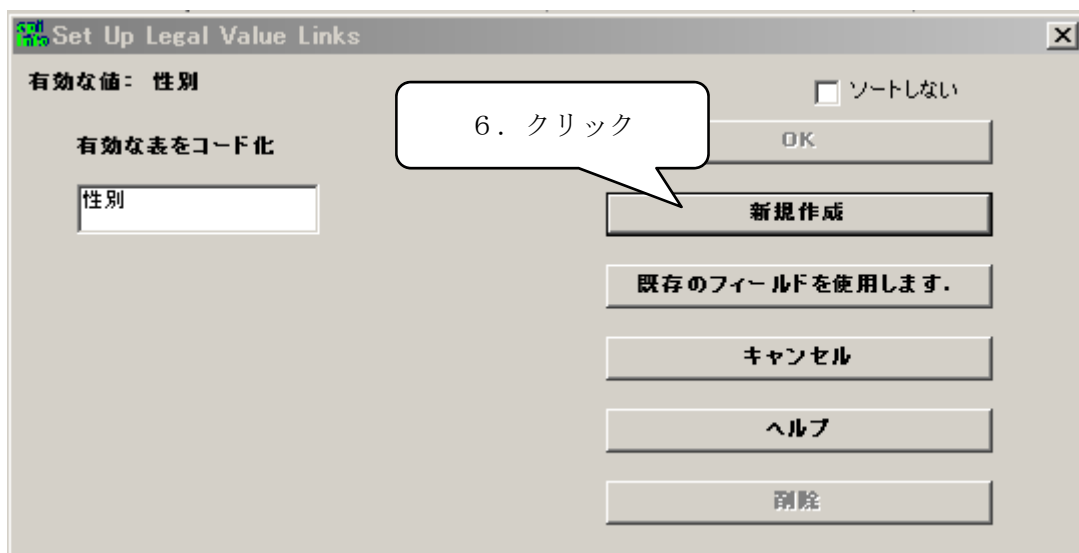 Set Up Legal Value Links
有効な値： 性別
ソートしない
6．クリック
有効な表をコード化
OK
性別
新規作成
既存のフィールドを使用します．
キャンセル
ヘルプ
削除